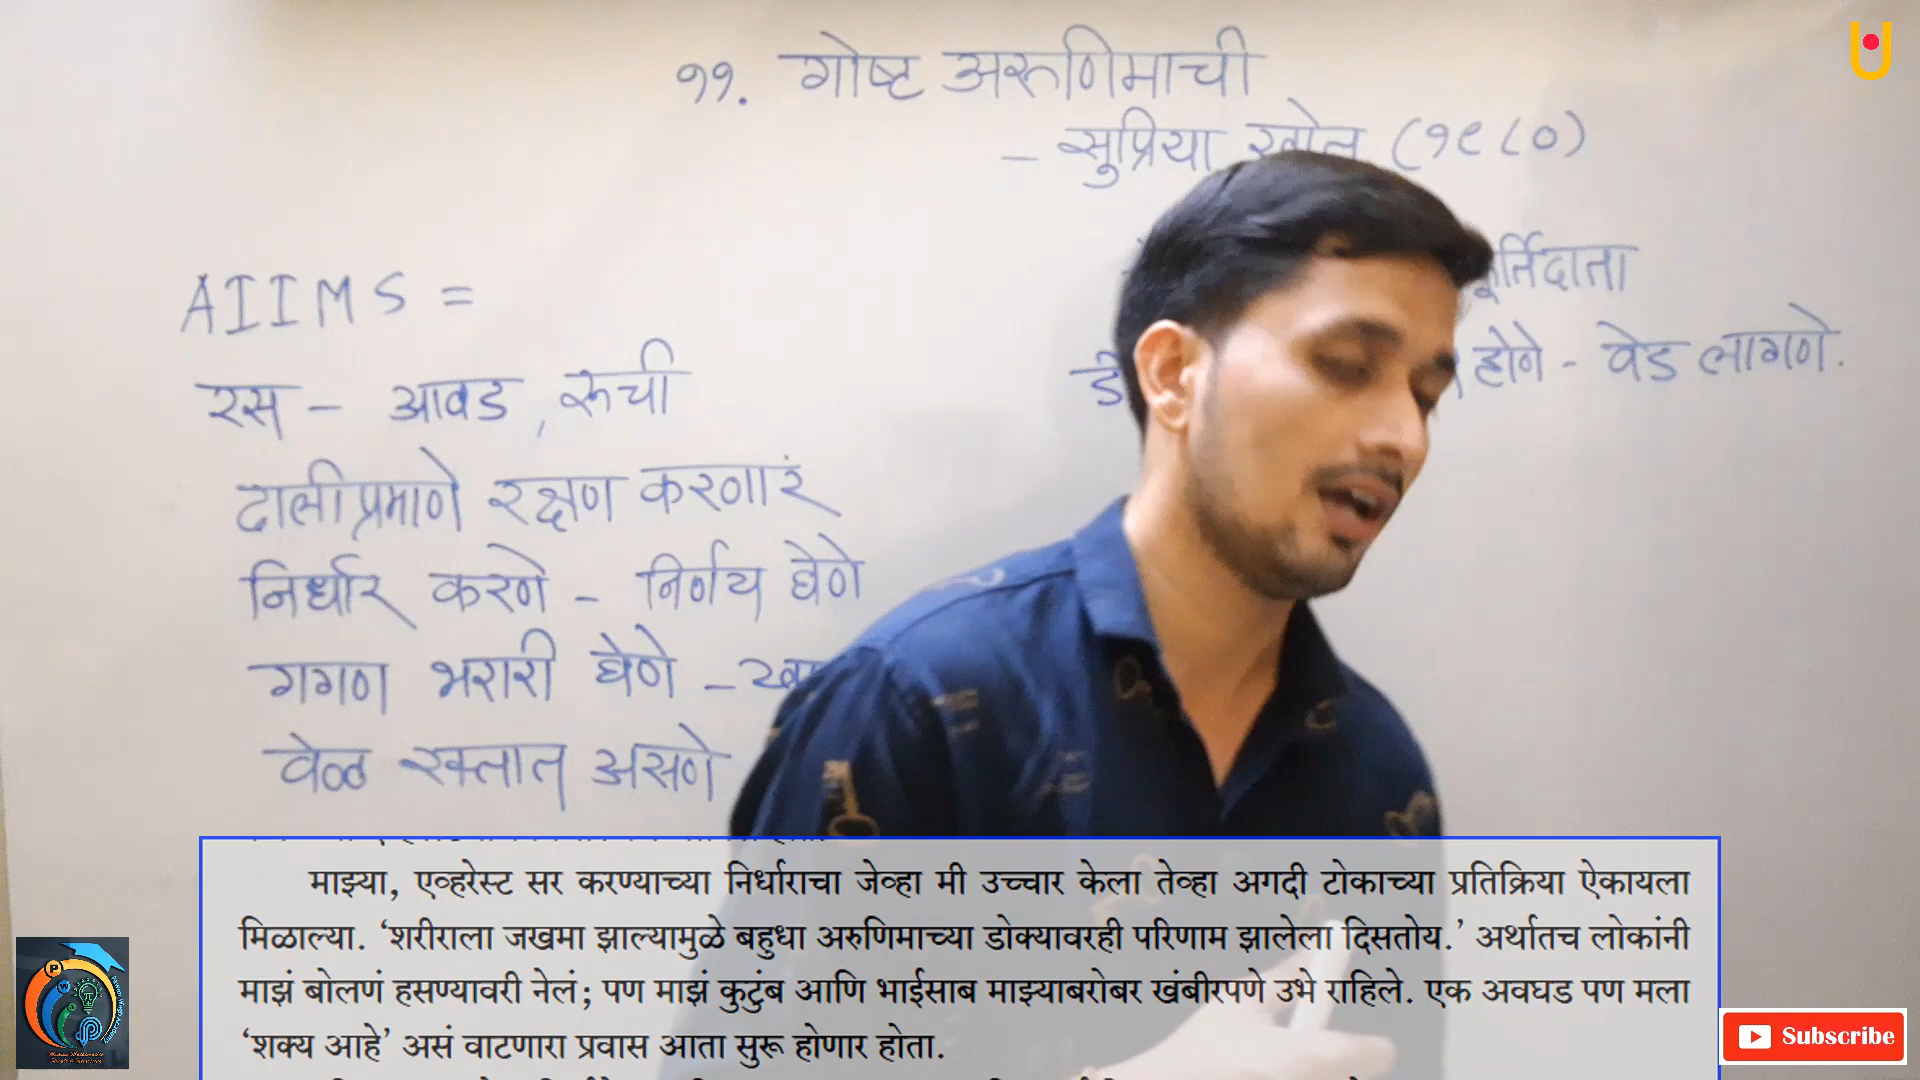 ११. गोष्ट अरुणिमाची
- सुप्रिया (१९८०)
AIIMS =
रस - आवड, रुची
ढालीप्रमाणे रक्षण करणारं
निर्धार करणे - निर्णय घेणे
गगण भरारी घेणे -
वेळ रक्तात असणे
होणे - वेड लागणे.
माझ्या, एव्हरेस्ट सर करण्याच्या निर्धाराचा जेव्हा मी उच्चार केला तेव्हा अगदी टोकाच्या प्रतिक्रिया ऐकायला
मिळाल्या. ‘शरीराला जखमा झाल्यामुळे बहुधा अरुणिमाच्या डोक्यावरही परिणाम झालेला दिसतोय.’ अर्थातच लोकांनी
माझं बोलणं हसण्यावरी नेलं; पण माझं कुटुंब आणि भाईसाब माझ्याबरोबर खंबीरपणे उभे राहिले. एक अवघड पण मला
‘शक्य आहे’ असं वाटणारा प्रवास आता सुरू होणार होता.
Subscribe